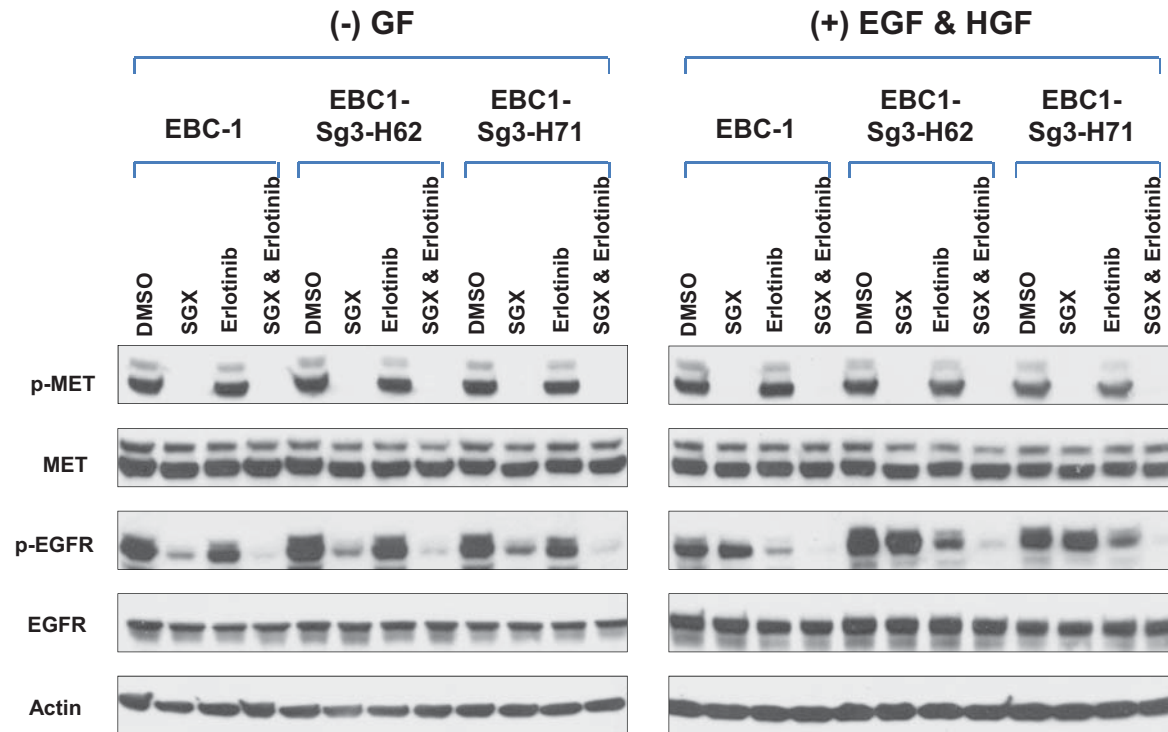 (-) GF
(+) EGF & HGF
EBC-1
EBC1-
Sg3-H62
EBC1-
Sg3-H71
EBC-1
EBC1-
Sg3-H62
EBC1-
Sg3-H71
DMSO
SGX
Erlotinib
SGX & Erlotinib
DMSO
SGX
Erlotinib
SGX & Erlotinib
DMSO
SGX
Erlotinib
SGX & Erlotinib
DMSO
SGX
Erlotinib
SGX & Erlotinib
DMSO
SGX
Erlotinib
SGX & Erlotinib
DMSO
SGX
Erlotinib
SGX & Erlotinib
p-MET
MET
p-EGFR
EGFR
Actin